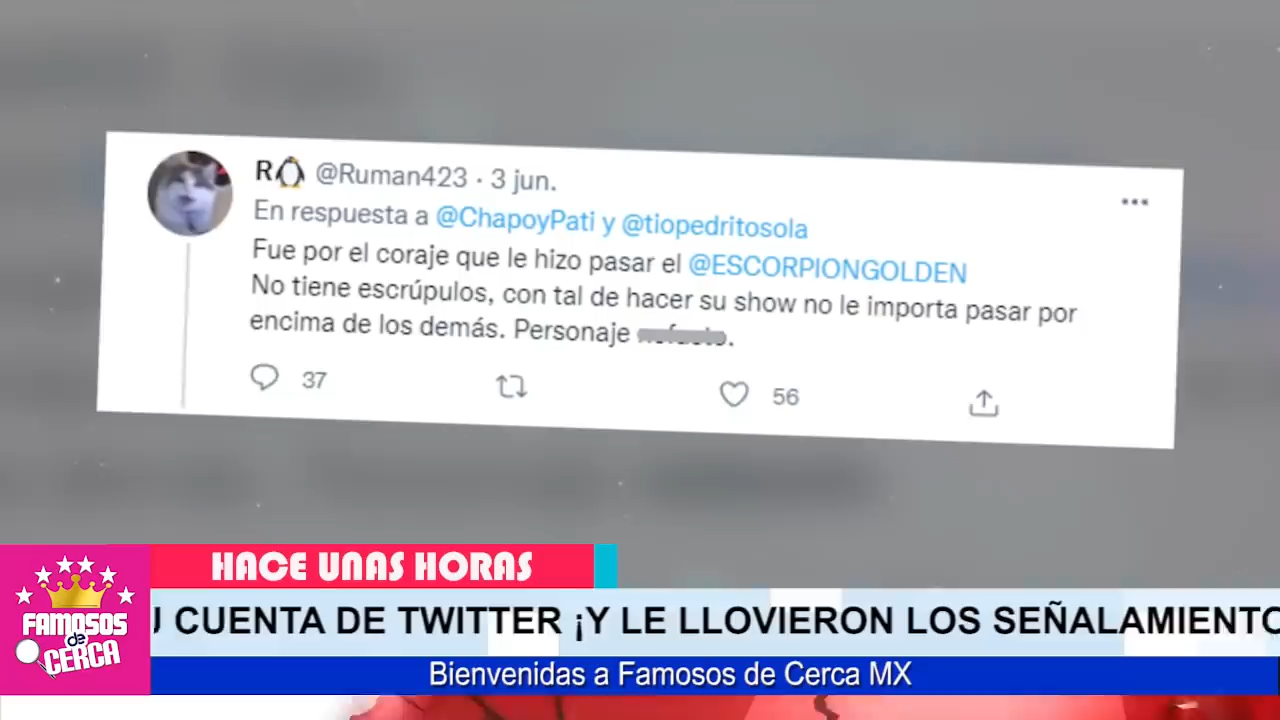 R @Ruman423 · 3 jun.
En respuesta a @ChapoyPati y @tiopedritosola
Fue por el coraje que le hizo pasar el @ESCORPIONGOLDEN
No tiene escrúpulos, con tal de hacer su show no le importa pasar por
encima de los demás. Personaje
37 56
HACE UNAS HORAS
CUENTA DE TWITTER ¡Y LE LLOVIERON LOS SEÑALAMIENTO
FAMOSOS
de
CERCA
Bienvenidas a Famosos de Cerca MX